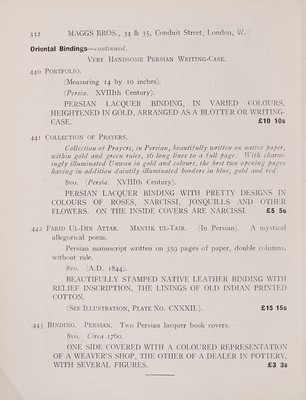 332 MAGGS BROS., 34 & 35, Conduit Street, London, W.
Oriental Bindings—continued.
VERY HANDSOME PERSIAN WRITING-CASE.
440 PORTFOLIO.
(Measuring 14 by 10 inches).
(Persia. XVIIIth Century).
PERSIAN LACQUER BINDING, IN VARIED COLOURS,
HEIGHTENED IN GOLD, ARRANGED AS A BLOTTER OR WRITING-
CASE. £10 10s
441 COLLECTION OF PRAYERS.
Collection of Prayers, in Persian, beautifully written on native paper,
within gold and green rules, 16 long lines to a full page. With charm-
ingly illuminated Unwan in gold and colours, the first two opening pages
having in addition daintily illuminated borders in blue, gold and red.
8vo. (Persia. XVIIIth Century).
PERSIAN LACQUER BINDING WITH PRETTY DESIGNS IN
COLOURS OF ROSES, NARCISSI, JONQUILLS AND OTHER
FLOWERS. ON THE INSIDE COVERS ARE NARCISSI. £5 5s
442 FARID UL-DIN ATTAR. MANTIK UL-TAIR. (In Persian). A mystical
allegorical poem.
Persian manuscript written on 359 pages of paper, double columns,
without rule.
8vo. (A.D. 1844).
BEAUTIFULLY STAMPED NATIVE LEATHER BINDING WITH
RELIEF INSCRIPTION, THE LININGS OF OLD INDIAN PRINTED
COTTON.
(SEE ILLUSTRATION, PLATE NO. CXXXII.). £15 15s
443 BINDING. PERSIAN. Two Persian lacquer book covers.
8vo. Circa 1760.
ONE SIDE COVERED WITH A COLOURED REPRESENTATION
OF A WEAVER'S SHOP, THE OTHER OF A DEALER IN POTTERY,
WITH SEVERAL FIGURES. £3 3s